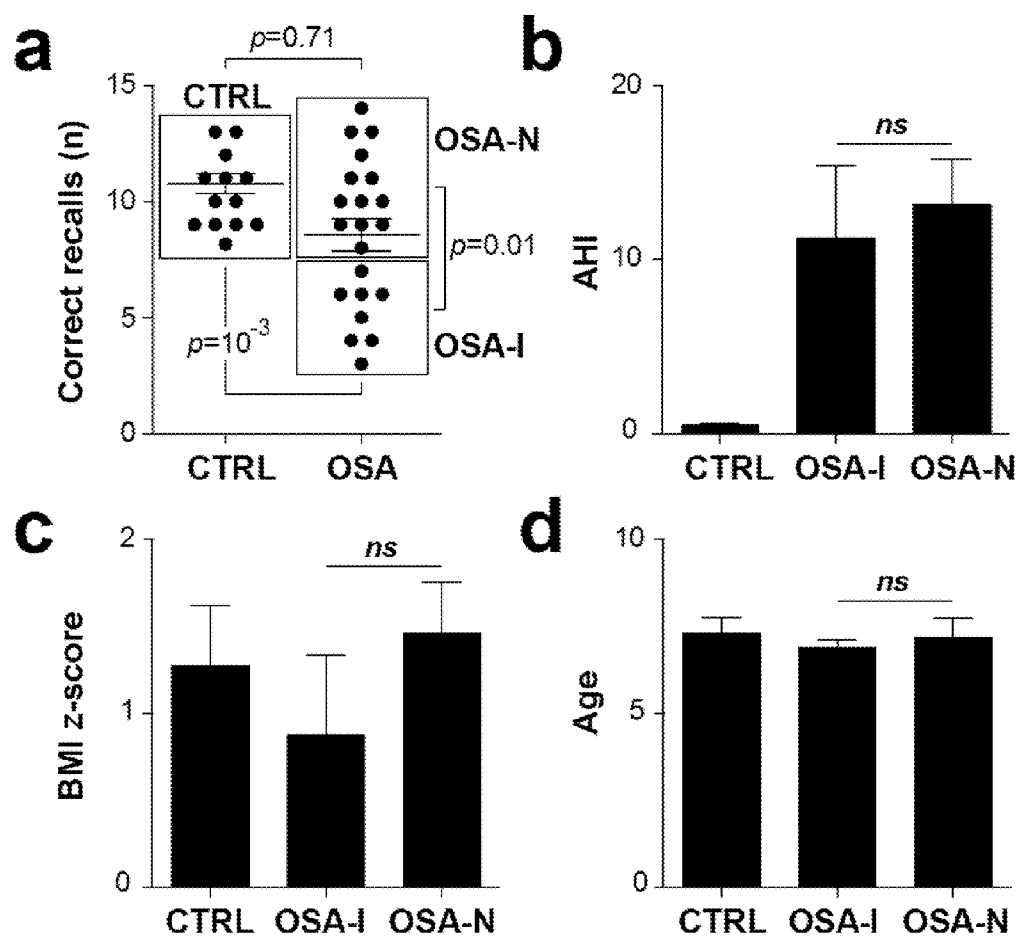 a
p=0.71
15
CTRL
OSA-N
10
p=0.01
5
p=10⁻³
OSA-I
0
Correct recalls (n)
CTRL OSA
b
20
ns
10
0
AHI
CTRL OSA-I OSA-N
c
2
ns
1
0
BMI z-score
CTRL OSA-I OSA-N
d
10
ns
5
0
Age
CTRL OSA-I OSA-N